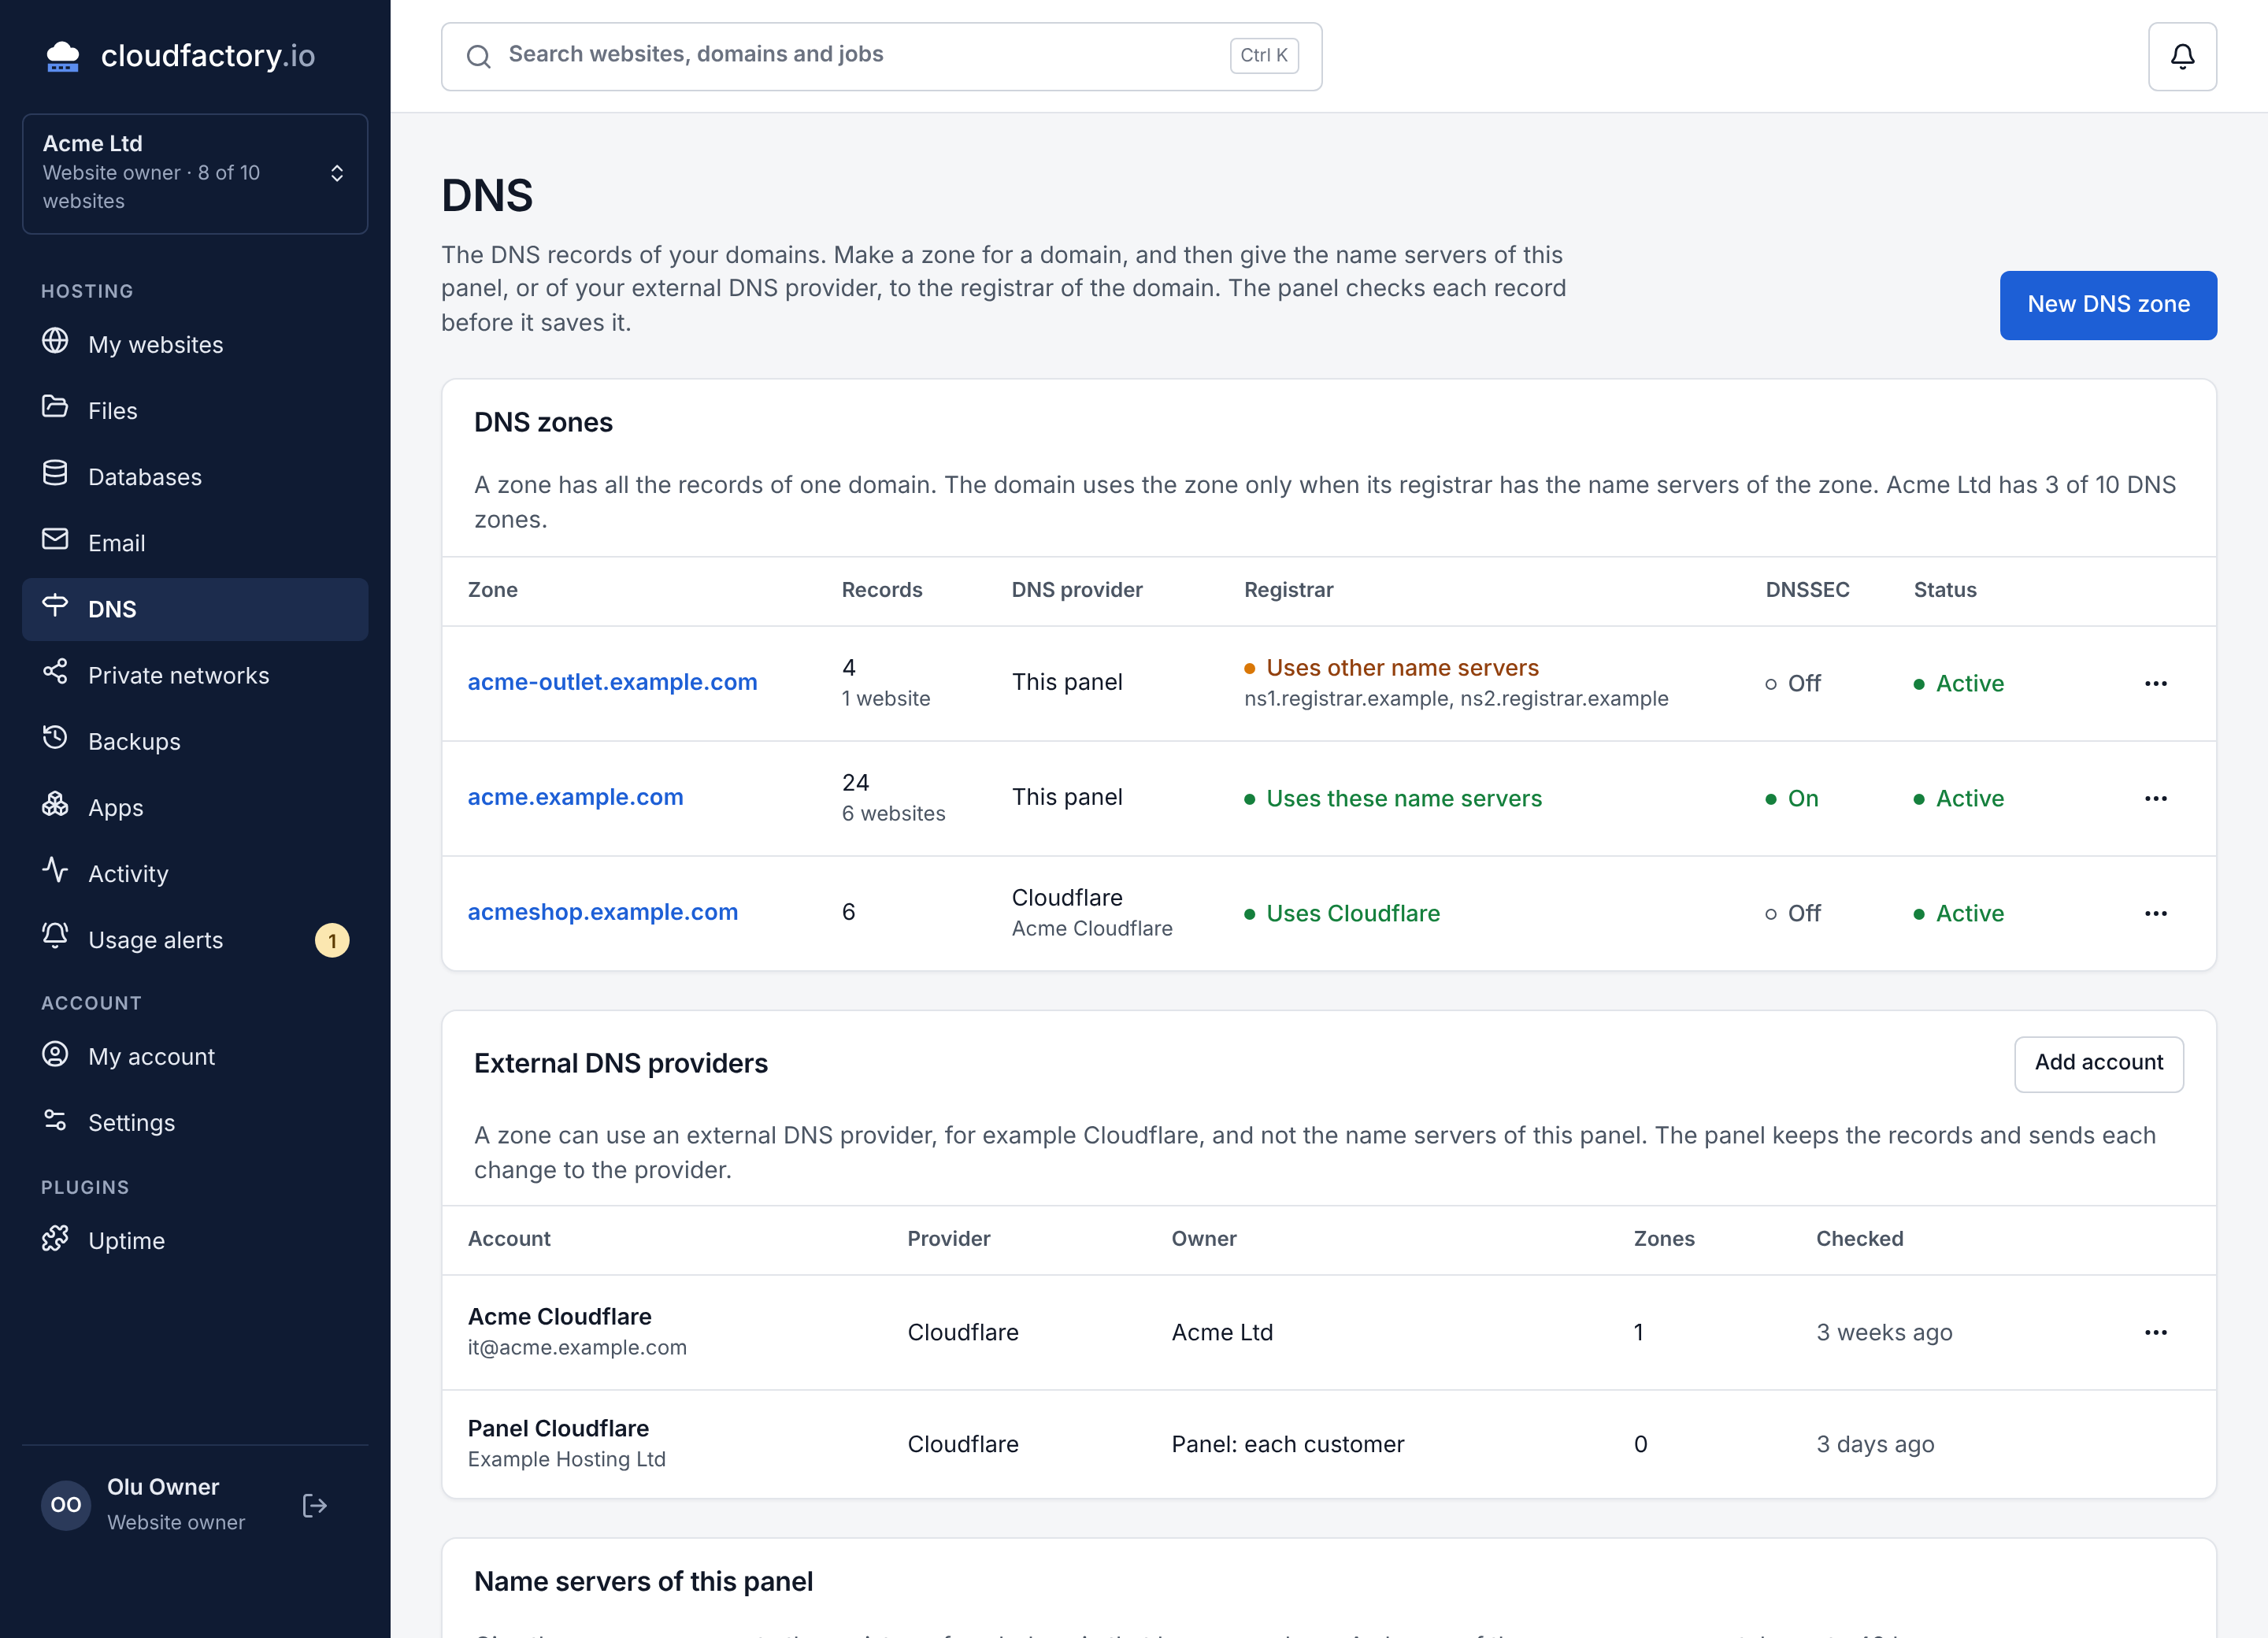 cloudfactory.io
Acme Ltd
Website owner · 8 of 10
websites
HOSTING
My websites
Files
Databases
Email
DNS
Private networks
Backups
Apps
Activity
Usage alerts 1
ACCOUNT
My account
Settings
PLUGINS
Uptime
OO
Olu Owner
Website owner
Search websites, domains and jobs Ctrl K
DNS
The DNS records of your domains. Make a zone for a domain, and then give the name servers of this
panel, or of your external DNS provider, to the registrar of the domain. The panel checks each record
before it saves it.
New DNS zone
DNS zones
A zone has all the records of one domain. The domain uses the zone only when its registrar has the name servers of the zone. Acme Ltd has 3 of 10 DNS
zones.
Zone Records DNS provider Registrar DNSSEC Status
acme-outlet.example.com 4 This panel Uses other name servers Off Active
1 website ns1.registrar.example, ns2.registrar.example
acme.example.com 24 This panel Uses these name servers On Active
6 websites
acmeshop.example.com 6 Cloudflare Uses Cloudflare Off Active
Acme Cloudflare
External DNS providers
Add account
A zone can use an external DNS provider, for example Cloudflare, and not the name servers of this panel. The panel keeps the records and sends each
change to the provider.
Account Provider Owner Zones Checked
Acme Cloudflare Cloudflare Acme Ltd 1 3 weeks ago
it@acme.example.com
Panel Cloudflare Cloudflare Panel: each customer 0 3 days ago
Example Hosting Ltd
Name servers of this panel